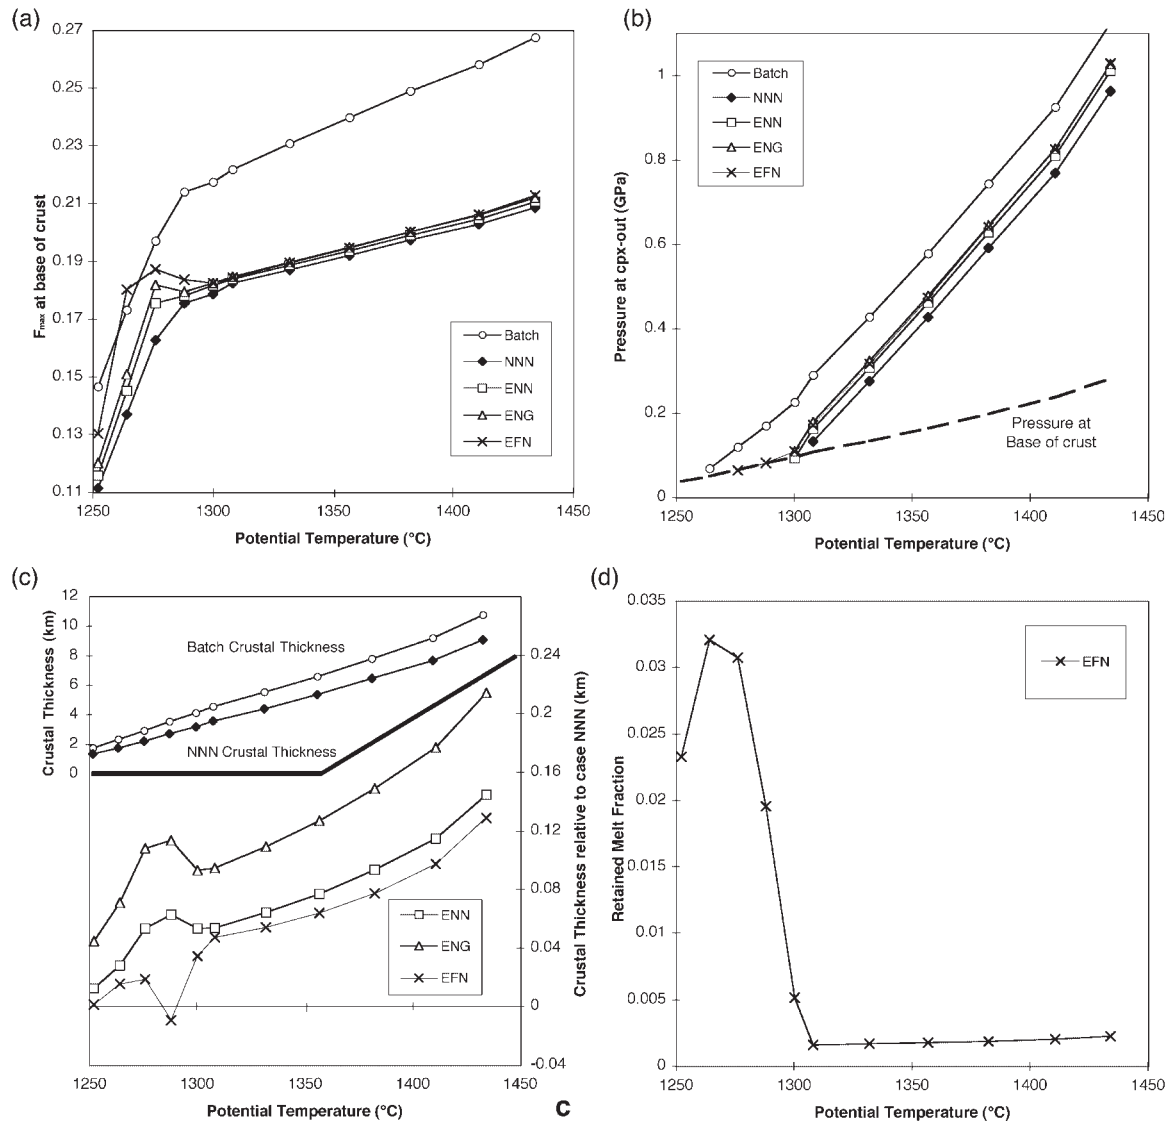 (a)
0.27
0.25
0.23
0.21
0.19
0.17
0.15
0.13
0.11
Fmax at base of crust
Batch
NNN
ENN
ENG
EFN
1250
1300
1350
1400
1450
Potential Temperature (°C)
(b)
1
0.8
0.6
0.4
0.2
0
Pressure at cpx-out (GPa)
Batch
NNN
ENN
ENG
EFN
Pressure at
Base of crust
1250
1300
1350
1400
1450
Potential Temperature (°C)
(c)
12
10
8
6
4
2
0
Crustal Thickness (km)
Batch Crustal Thickness
NNN Crustal Thickness
0.24
0.2
0.16
0.12
0.08
0.04
0
-0.04
Crustal Thickness relative to case NNN (km)
ENN
ENG
EFN
1250
1300
1350
1400
1450
Potential Temperature (°C)
c
(d)
0.035
0.03
0.025
0.02
0.015
0.01
0.005
0
Retained Melt Fraction
EFN
1250
1300
1350
1400
1450
Potential Temperature (°C)